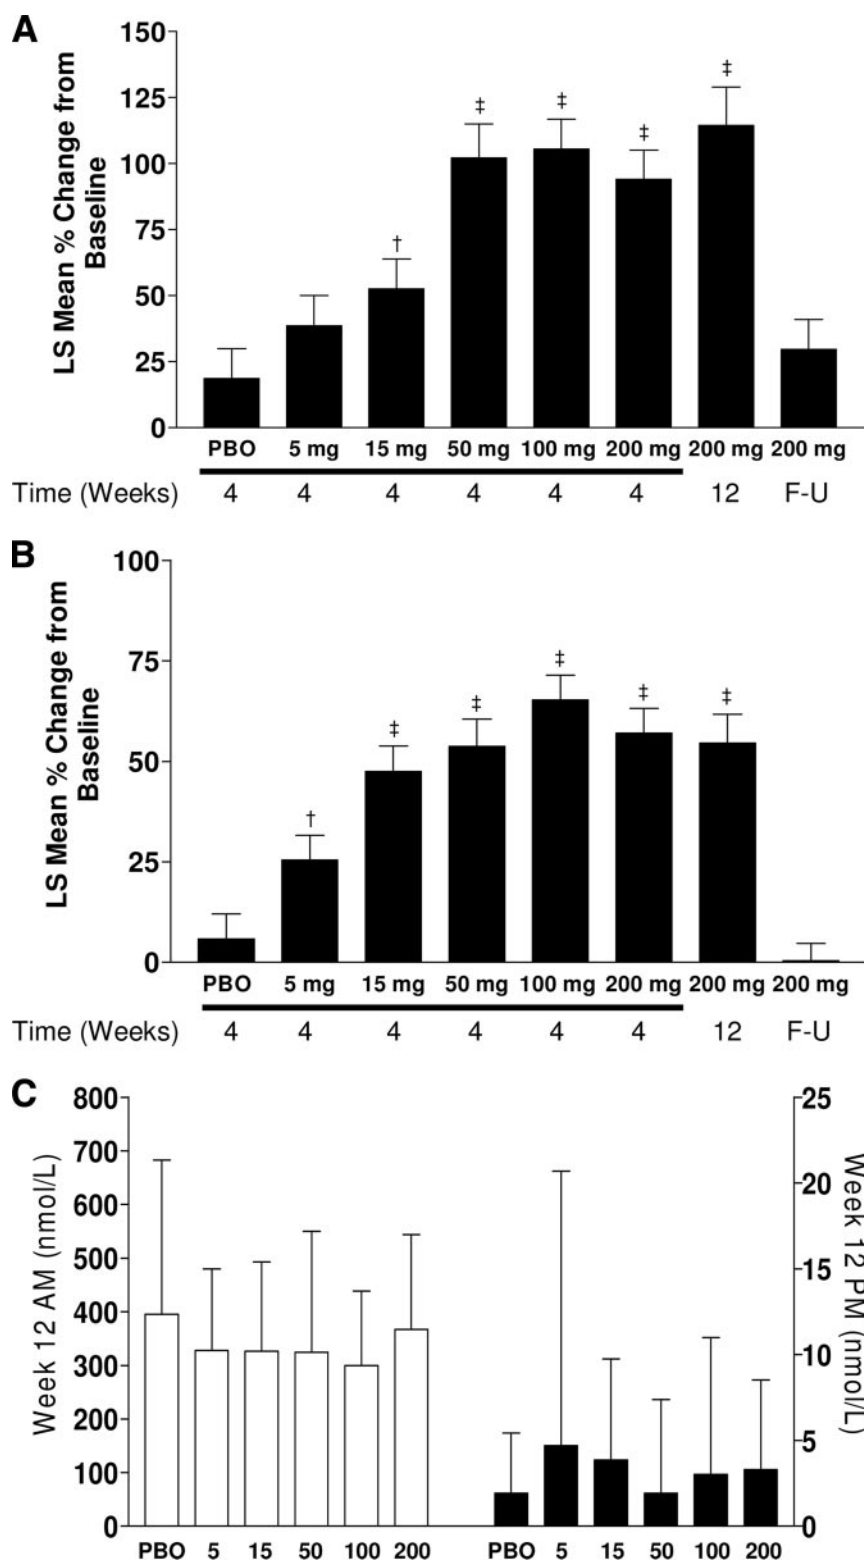 A
LS Mean % Change from
Baseline
150
125
100
75
50
25
0
†
‡
‡
‡
‡
PBO 5 mg 15 mg 50 mg 100 mg 200 mg 200 mg 200 mg
Time (Weeks) 4 4 4 4 4 4 12 F-U
B
LS Mean % Change from
Baseline
100
75
50
25
0
†
‡
‡
‡
‡
‡
PBO 5 mg 15 mg 50 mg 100 mg 200 mg 200 mg 200 mg
Time (Weeks) 4 4 4 4 4 4 12 F-U
C
Week 12 AM (nmol/L)
800
700
600
500
400
300
200
100
0
25
20
15
10
5
0
Week 12 PM (nmol/L)
PBO 5 15 50 100 200 PBO 5 15 50 100 200